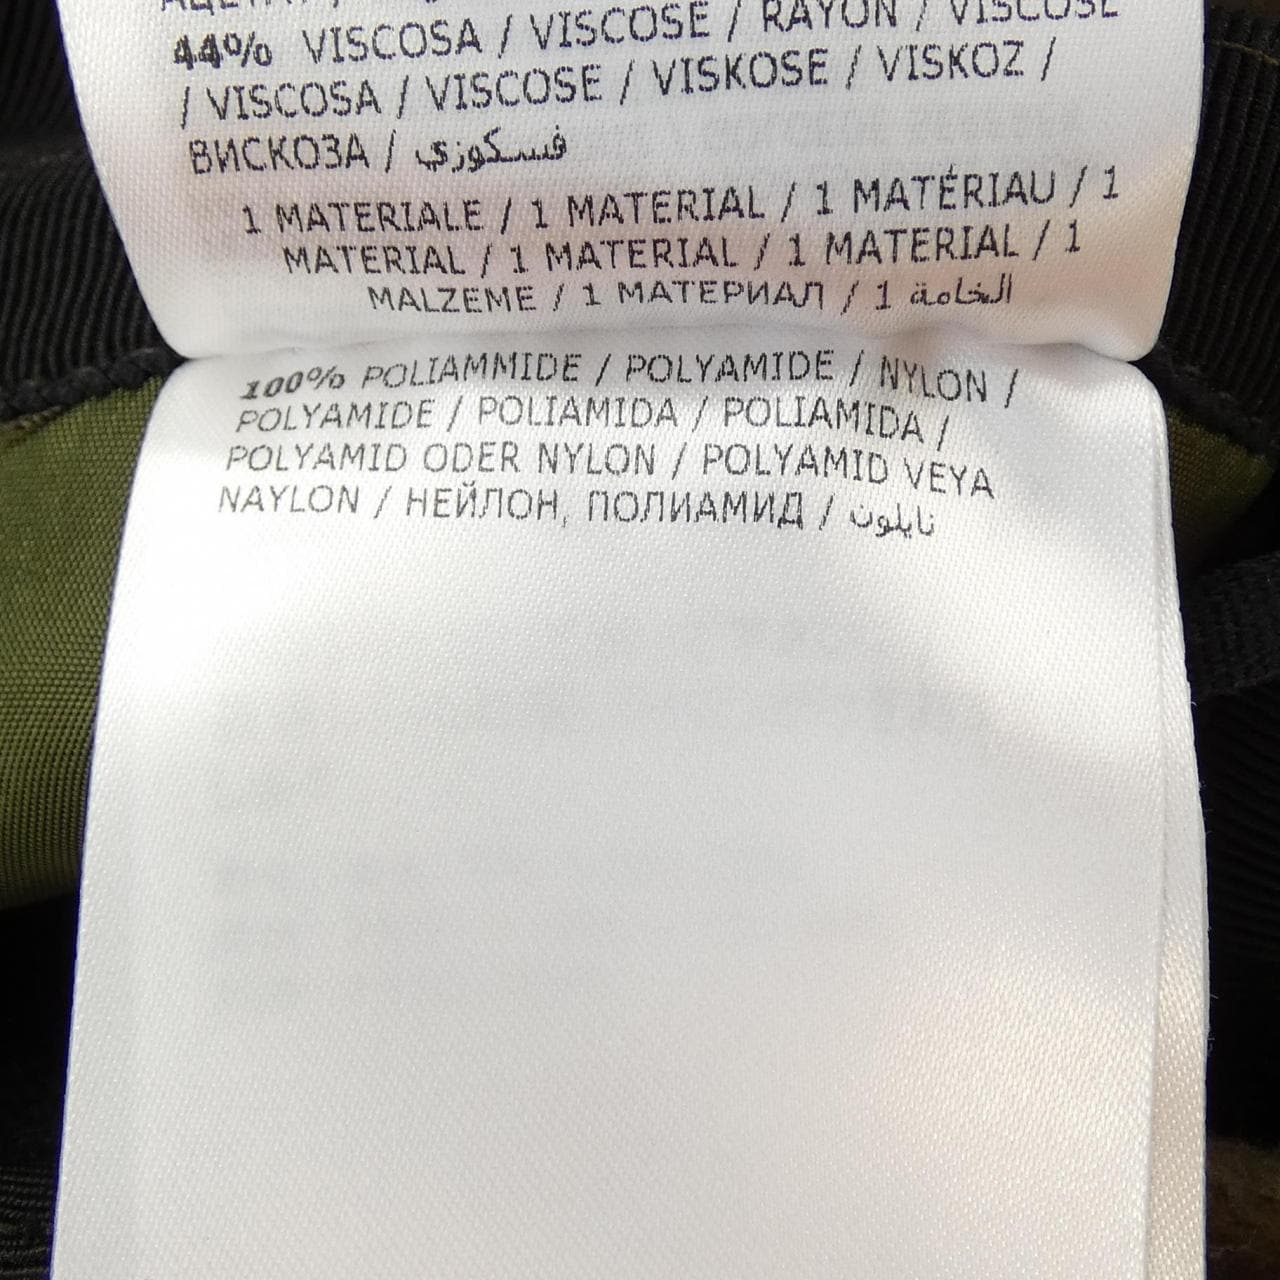 44% VISCOSA / VISCOSE / RAYON / VISCOSE
/ VISCOSA / VISCOSE / VISKOSE / VISKOZ /
ВИСКОЗА / فسكوزي
1 MATERIALE / 1 MATERIAL / 1 MATÉRIAU / 1
MATERIAL / 1 MATERIAL / 1 MATERIAL / 1
MALZEME / 1 МАТЕРИАЛ / 1 الخامة
100% POLIAMMIDE / POLYAMIDE / NYLON /
POLYAMIDE / POLIAMIDA / POLIAMIDA /
POLYAMID ODER NYLON / POLYAMID VEYA
NAYLON / НЕЙЛОН, ПОЛИАМИД / نايلون